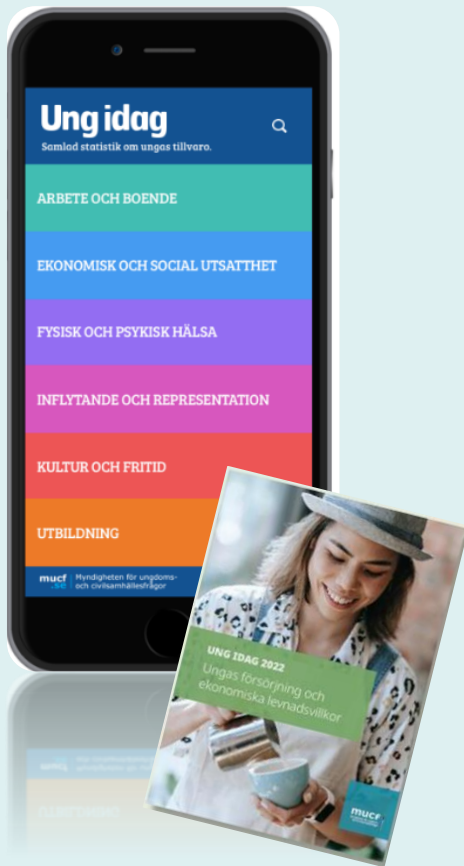 Ung idag
Samlad statistik om ungas tillvaro.
ARBETE OCH BOENDE
EKONOMISK OCH SOCIAL UTSATTHET
FYSISK OCH PSYKISK HÄLSA
INFLYTANDE OCH REPRESENTATION
KULTUR OCH FRITID
UTBILDNING
mucf
.se
Myndigheten för ungdoms-
och civilsamhällesfrågor
UNG IDAG 2022
Ungas försörjning och
ekonomiska levnadsvillkor
mucf